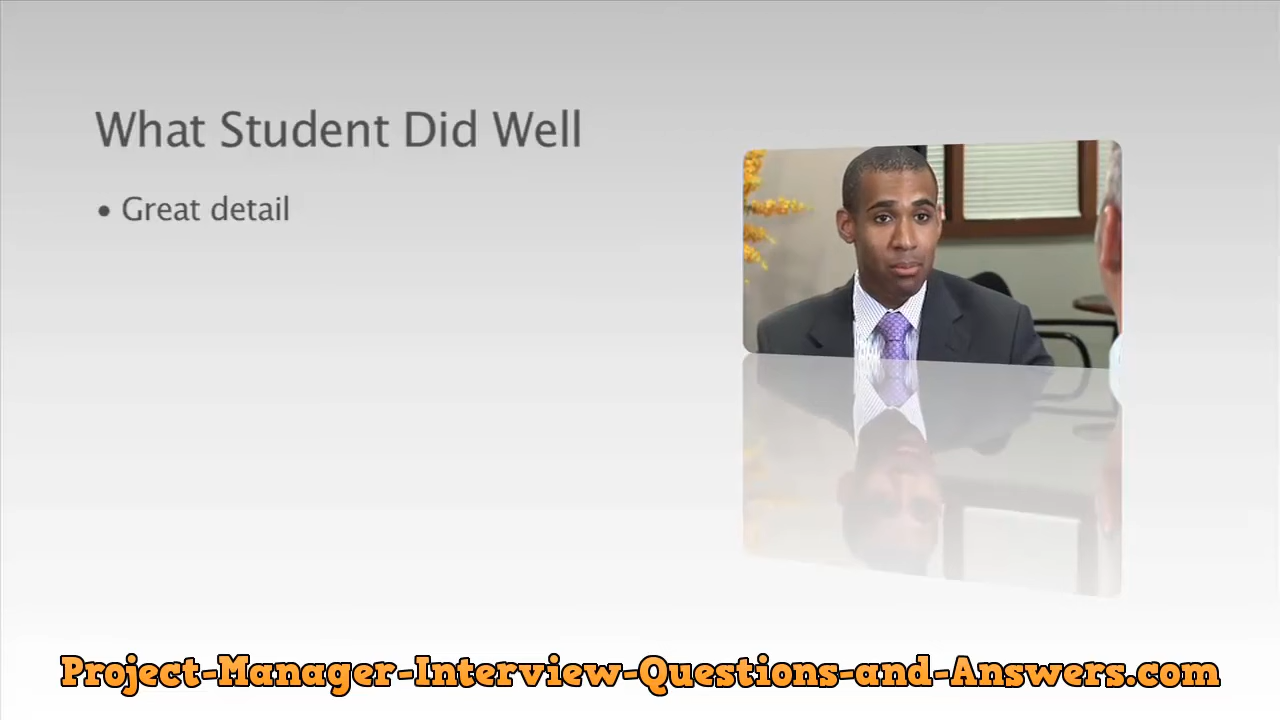 What Student Did Well
• Great detail
Project-Manager-Interview-Questions-and-Answers.com